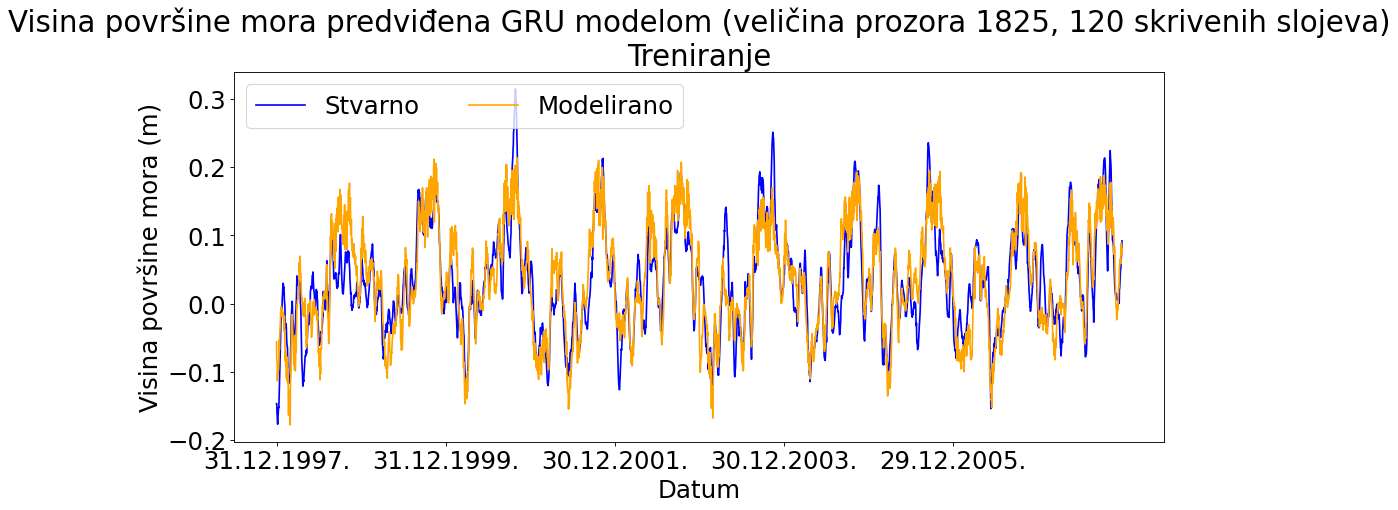 Visina površine mora predviđena GRU modelom (veličina prozora 1825, 120 skrivenih slojeva)
Treniranje
Stvarno Modelirano
Visina površine mora (m)
0.3
0.2
0.1
0.0
−0.1
−0.2
31.12.1997. 31.12.1999. 30.12.2001. 30.12.2003. 29.12.2005.
Datum